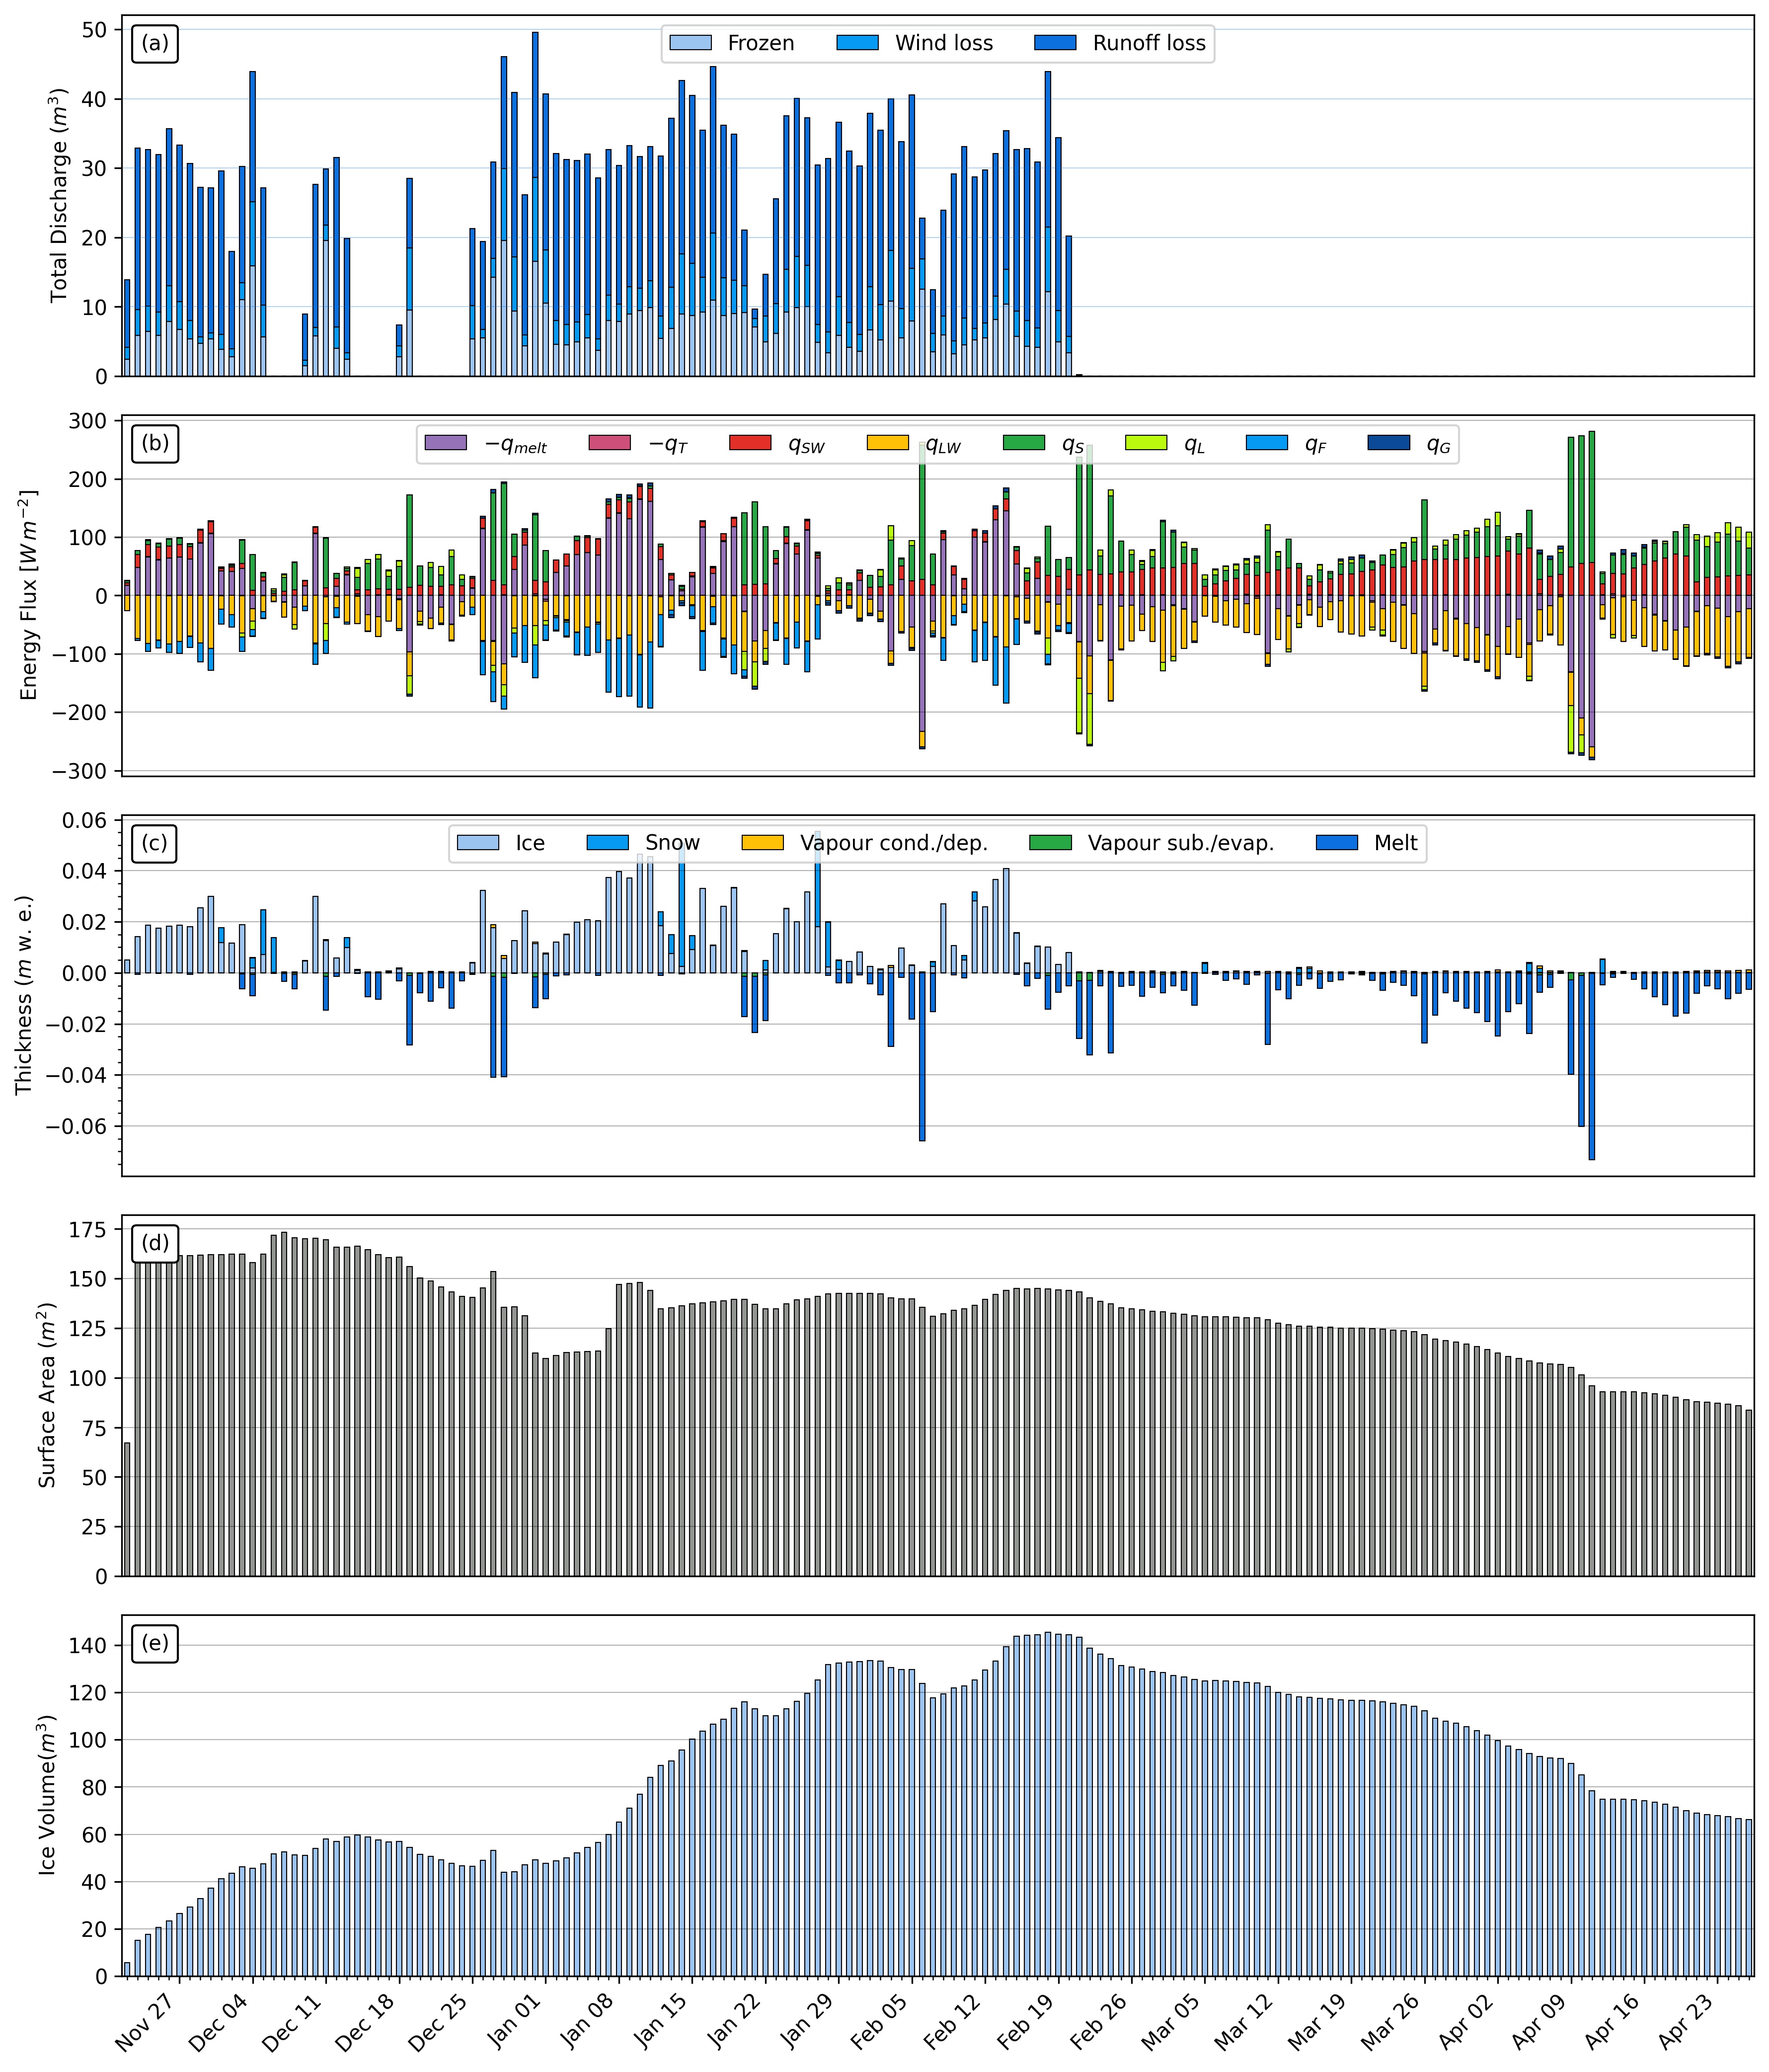 (a)
Frozen Wind loss Runoff loss
Total Discharge (m³)
50
40
30
20
10
0
(b)
−q_melt −q_T q_SW q_LW q_S q_L q_F q_G
Energy Flux [W m⁻²]
300
200
100
0
−100
−200
−300
(c)
Ice Snow Vapour cond./dep. Vapour sub./evap. Melt
Thickness (m w. e.)
0.06
0.04
0.02
0.00
−0.02
−0.04
−0.06
(d)
Surface Area (m²)
175
150
125
100
75
50
25
0
(e)
Ice Volume(m³)
140
120
100
80
60
40
20
0
Nov 27 Dec 04 Dec 11 Dec 18 Dec 25 Jan 01 Jan 08 Jan 15 Jan 22 Jan 29 Feb 05 Feb 12 Feb 19 Feb 26 Mar 05 Mar 12 Mar 19 Mar 26 Apr 02 Apr 09 Apr 16 Apr 23